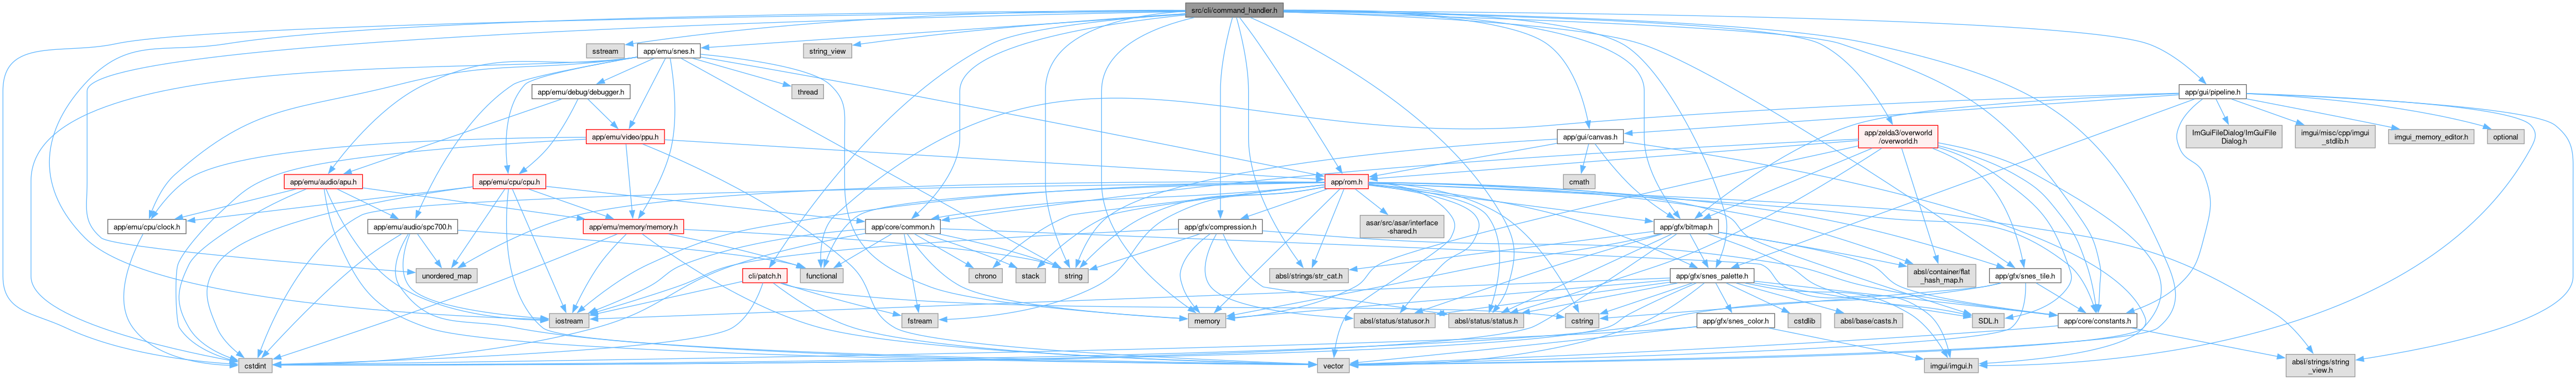 src/cli/command_handler.h
sstream
app/emu/snes.h
string_view
app/emu/debug/debugger.h
thread
app/gui/pipeline.h
app/emu/video/ppu.h
app/gui/canvas.h
app/zelda3/overworld
/overworld.h
ImGuiFileDialog/ImGuiFile
Dialog.h
imgui/misc/cpp/imgui
_stdlib.h
imgui_memory_editor.h
optional
app/emu/audio/apu.h
app/emu/cpu/cpu.h
cmath
app/rom.h
app/emu/cpu/clock.h
app/emu/audio/spc700.h
app/emu/memory/memory.h
app/core/common.h
app/gfx/compression.h
asar/src/asar/interface
-shared.h
app/gfx/bitmap.h
unordered_map
functional
cli/patch.h
chrono
stack
string
absl/strings/str_cat.h
app/gfx/snes_palette.h
absl/container/flat
_hash_map.h
app/gfx/snes_tile.h
iostream
fstream
memory
absl/status/statusor.h
absl/status/status.h
cstring
app/gfx/snes_color.h
cstdlib
absl/base/casts.h
SDL.h
app/core/constants.h
cstdint
vector
imgui/imgui.h
absl/strings/string
_view.h